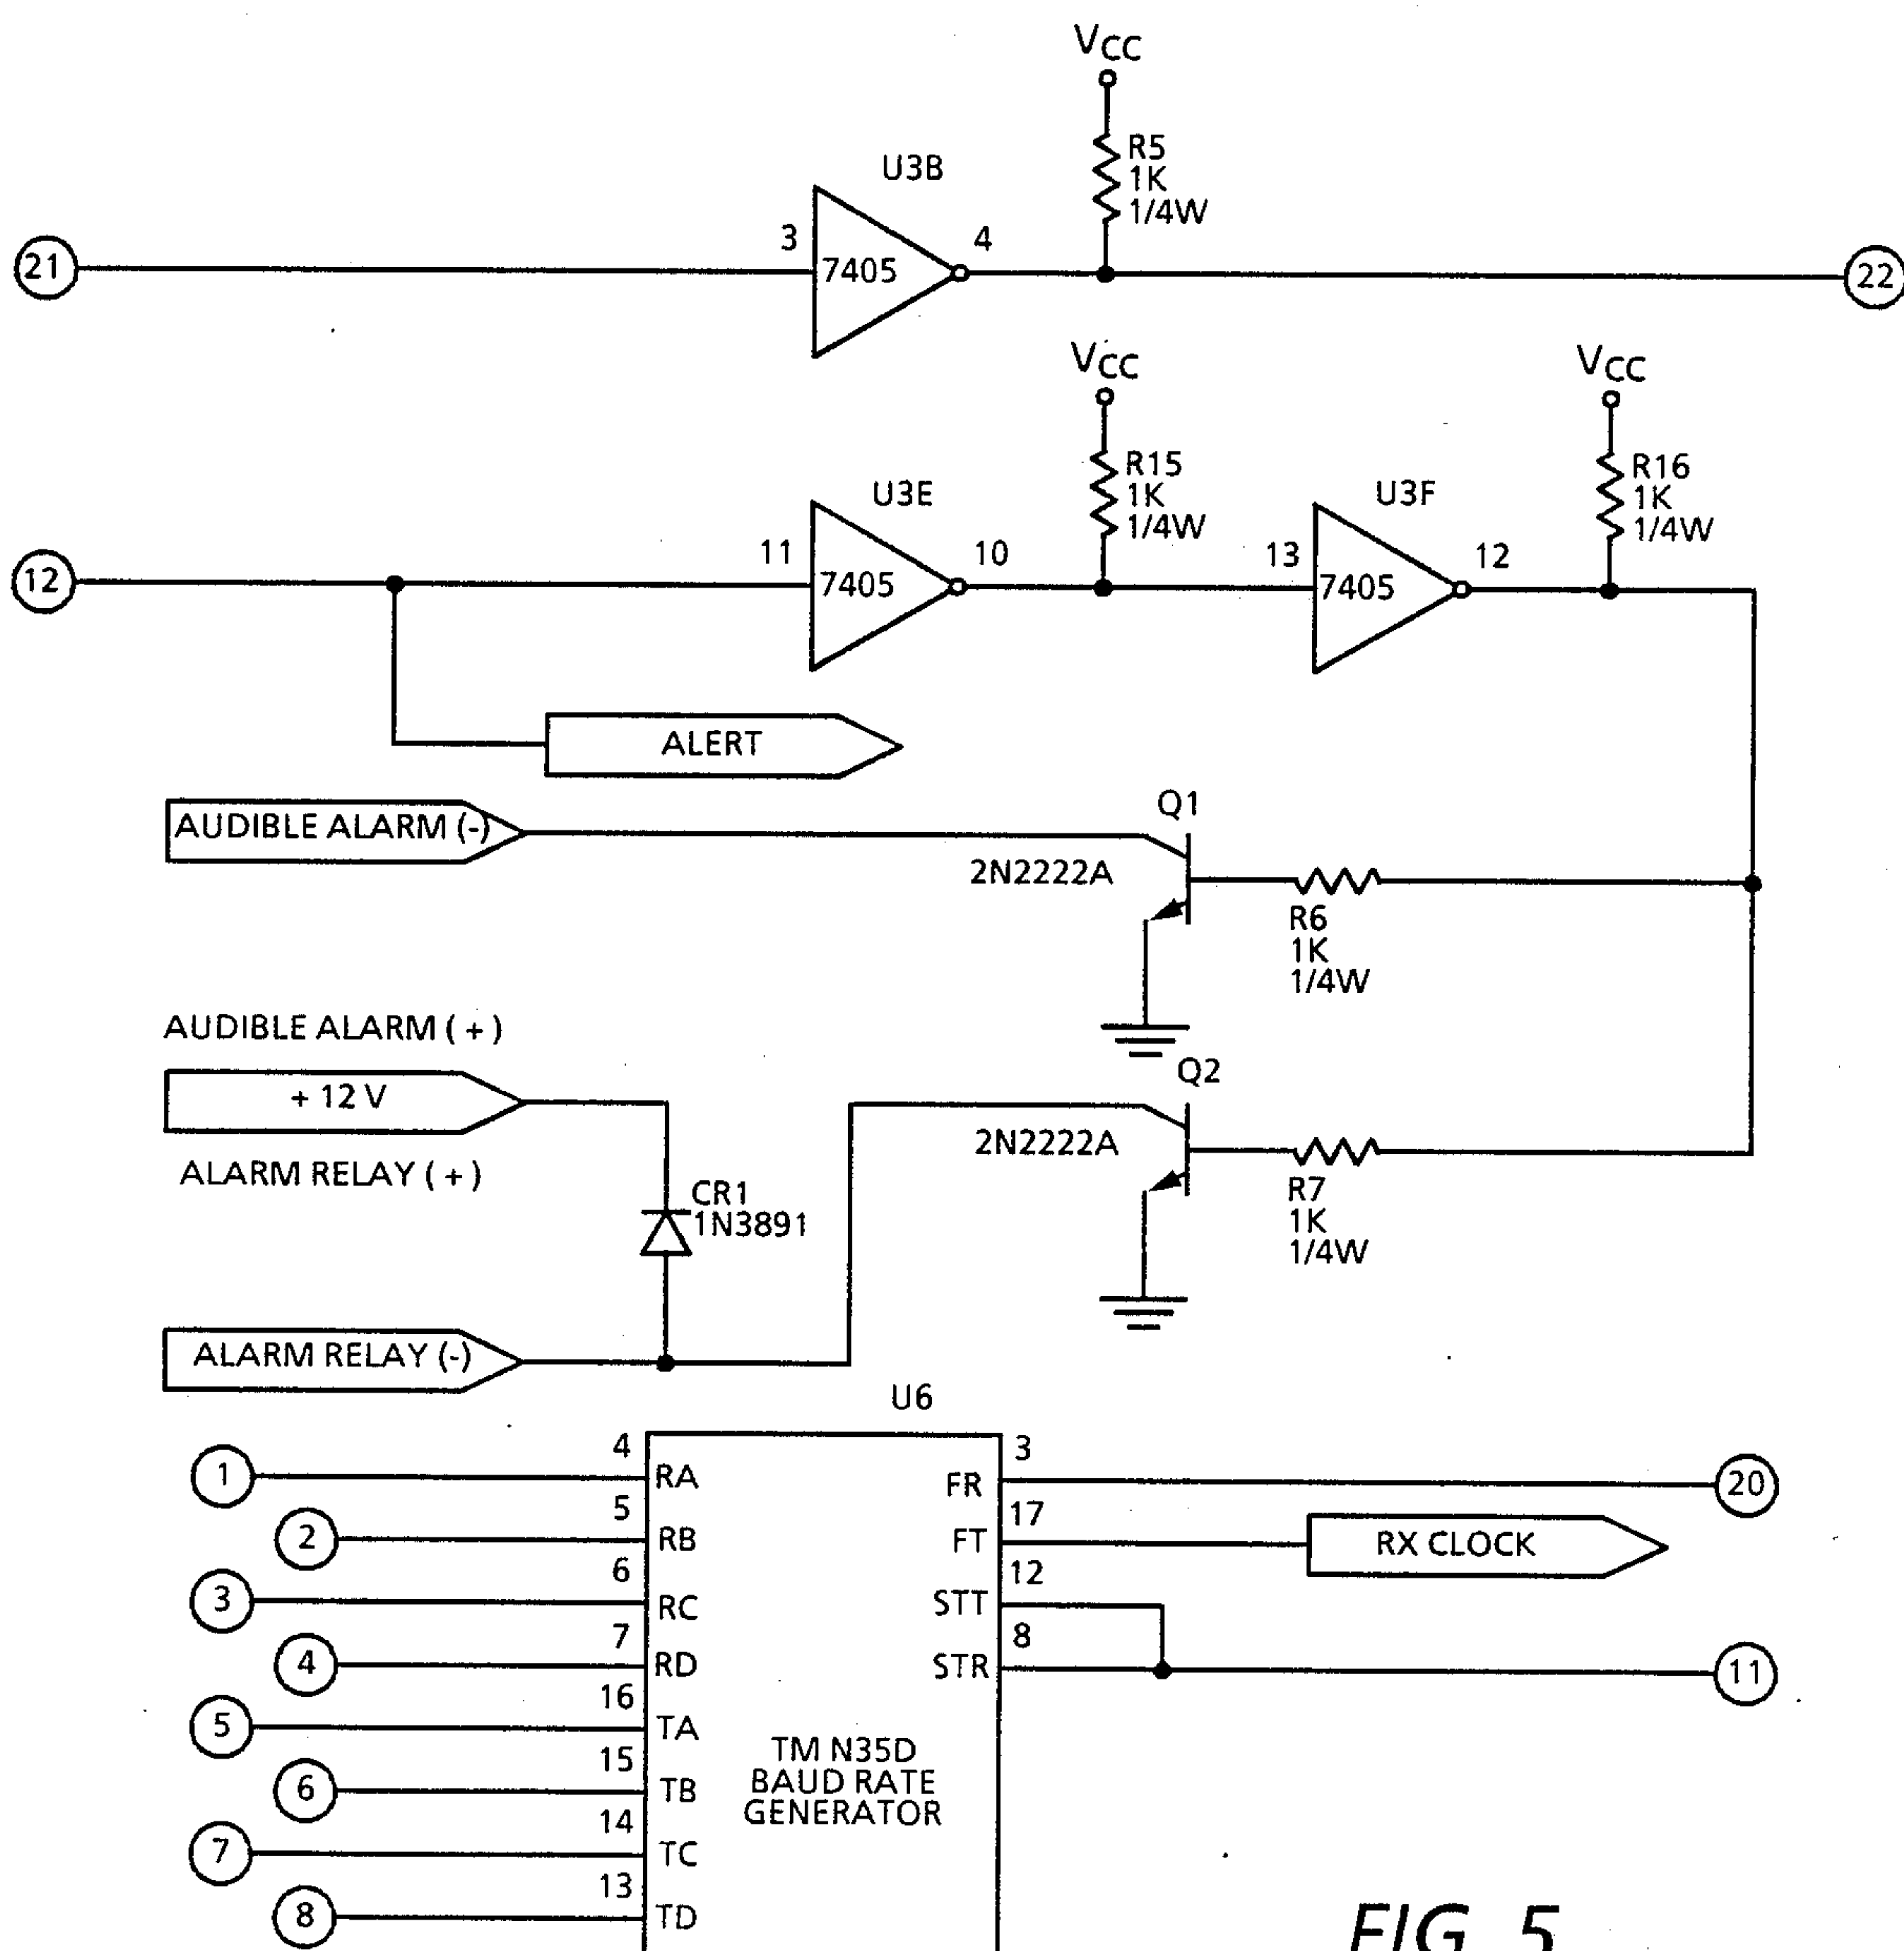 VCC
R5
1K
1/4W
U3B
3
4
7405
21
22
VCC
VCC
R15
1K
1/4W
R16
1K
1/4W
U3E
U3F
11
10
13
12
7405
7405
12
ALERT
AUDIBLE ALARM (-)
Q1
2N2222A
R6
1K
1/4W
AUDIBLE ALARM ( + )
+ 12 V
ALARM RELAY ( + )
Q2
2N2222A
R7
1K
1/4W
CR1
1N3891
ALARM RELAY (-)
U6
1
4
RA
FR
3
20
2
5
RB
FT
17
RX CLOCK
3
6
RC
STT
12
4
7
RD
STR
8
11
5
16
TA
6
15
TB
TM N35D
BAUD RATE
GENERATOR
7
14
TC
8
13
TD
FIG. 5